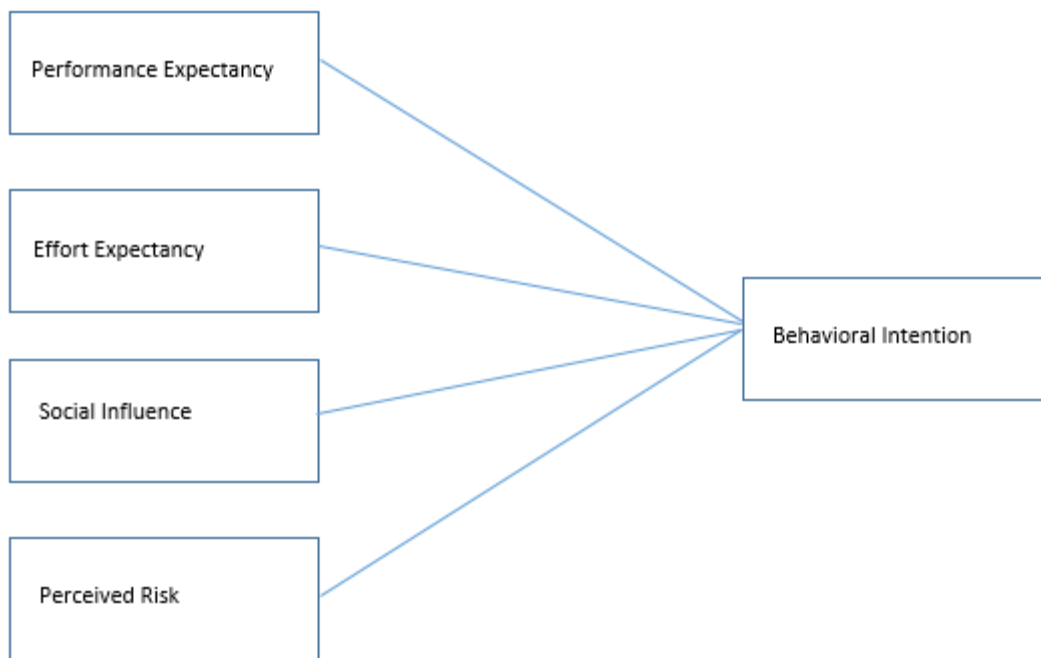 Performance Expectancy
Effort Expectancy
Behavioral Intention
Social Influence
Perceived Risk